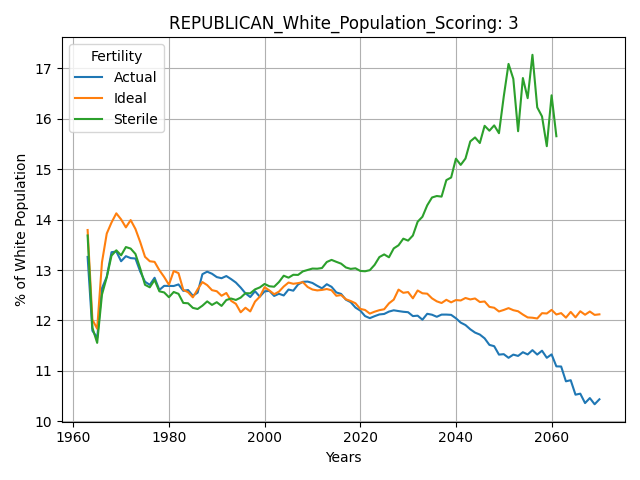 REPUBLICAN_White_Population_Scoring: 3
Fertility
Actual
Ideal
Sterile
% of White Population
17
16
15
14
13
12
11
10
1960
1980
2000
2020
2040
2060
Years